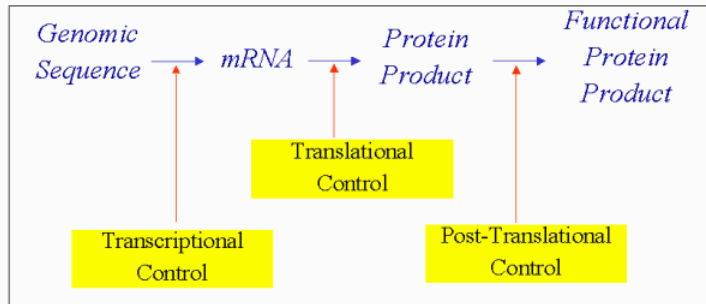 Genomic
Sequence
mRNA
Protein
Product
Functional
Protein
Product
Translational
Control
Transcriptional
Control
Post-Translational
Control